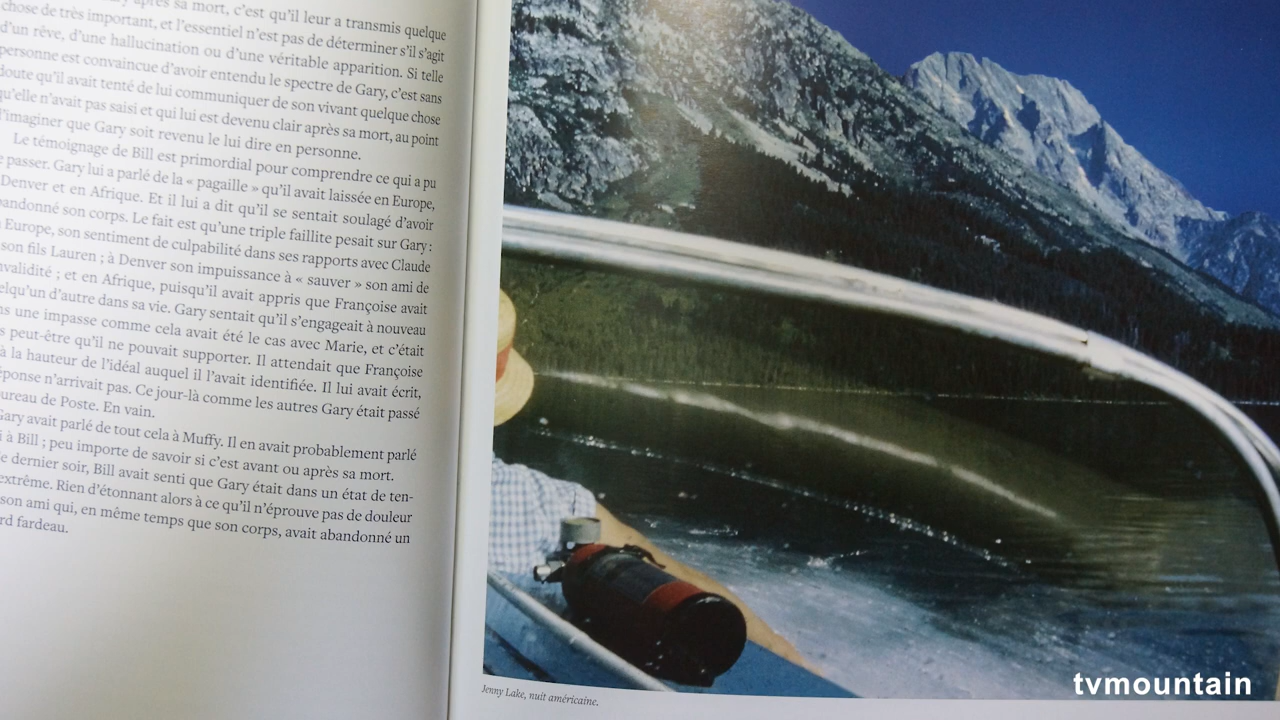 après sa mort, c'est qu'il leur a transmis quelque
chose de très important, et l'essentiel n'est pas de déterminer s'il s'agit
d'un rêve, d'une hallucination ou d'une véritable apparition. Si telle
personne est convaincue d'avoir entendu le spectre de Gary, c'est sans
doute qu'il avait tenté de lui communiquer de son vivant quelque chose
qu'elle n'avait pas saisi et qui lui est devenu clair après sa mort, au point
d'imaginer que Gary soit revenu le lui dire en personne.
Le témoignage de Bill est primordial pour comprendre ce qui a pu
se passer. Gary lui a parlé de la « pagaille » qu'il avait laissée en Europe,
Denver et en Afrique. Et il lui a dit qu'il se sentait soulagé d'avoir
abandonné son corps. Le fait est qu'une triple faillite pesait sur Gary :
Europe, son sentiment de culpabilité dans ses rapports avec Claude
son fils Lauren ; à Denver son impuissance à « sauver » son ami de
invalidité ; et en Afrique, puisqu'il avait appris que Françoise avait
quelqu'un d'autre dans sa vie. Gary sentait qu'il s'engageait à nouveau
dans une impasse comme cela avait été le cas avec Marie, et c'était
peut-être qu'il ne pouvait supporter. Il attendait que Françoise
à la hauteur de l'idéal auquel il l'avait identifiée. Il lui avait écrit,
réponse n'arrivait pas. Ce jour-là comme les autres Gary était passé
bureau de Poste. En vain.
Gary avait parlé de tout cela à Muffy. Il en avait probablement parlé
à Bill ; peu importe de savoir si c'est avant ou après sa mort.
dernier soir, Bill avait senti que Gary était dans un état de ten-
extrême. Rien d'étonnant alors à ce qu'il n'éprouve pas de douleur
son ami qui, en même temps que son corps, avait abandonné un
rd fardeau.
Jenny Lake, nuit américaine.
tvmountain